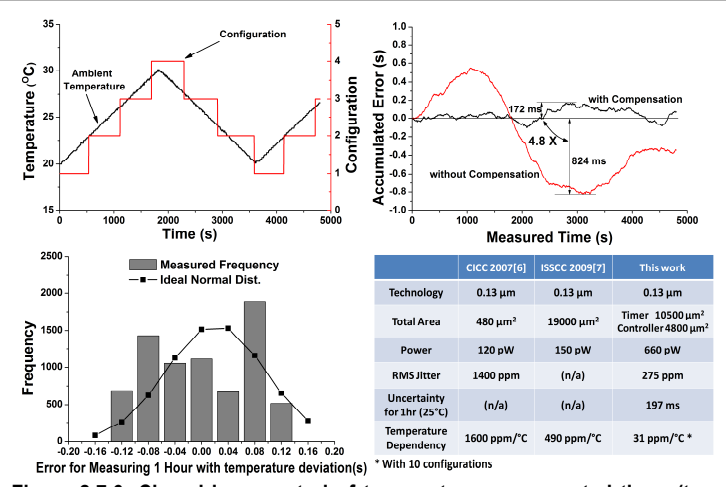 35
30
25
20
15
5
4
3
2
1
0
Temperature (°C)
Configuration
Configuration
Ambient
Temperature
0
1000
2000
3000
4000
5000
Time (s)
1.0
0.8
0.6
0.4
0.2
0.0
-0.2
-0.4
-0.6
-0.8
-1.0
Accumulated Error (s)
172 ms
with Compensation
4.8 X
without Compensation
824 ms
0
1000
2000
3000
4000
5000
Measured Time (s)
2500
2000
1500
1000
500
0
Frequency
Measured Frequency
Ideal Normal Dist.
-0.20 -0.16 -0.12 -0.08 -0.04 0.00 0.04 0.08 0.12 0.16 0.20
Error for Measuring 1 Hour with temperature deviation(s)
CICC 2007[6] ISSCC 2009[7] This work
Technology 0.13 µm 0.13 µm 0.13 µm
Total Area 480 µm² 19000 µm² Timer 10500 µm²
Controller 4800 µm²
Power 120 pW 150 pW 660 pW
RMS Jitter 1400 ppm (n/a) 275 ppm
Uncertainty
for 1hr (25°C) (n/a) (n/a) 197 ms
Temperature
Dependency 1600 ppm/°C 490 ppm/°C 31 ppm/°C *
* With 10 configurations